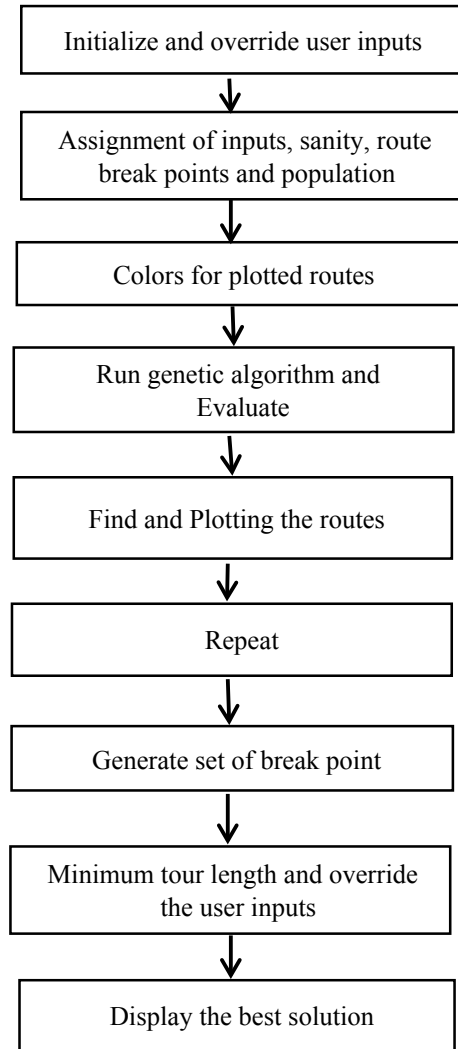 Initialize and override user inputs
Assignment of inputs, sanity, route
break points and population
Colors for plotted routes
Run genetic algorithm and
Evaluate
Find and Plotting the routes
Repeat
Generate set of break point
Minimum tour length and override
the user inputs
Display the best solution